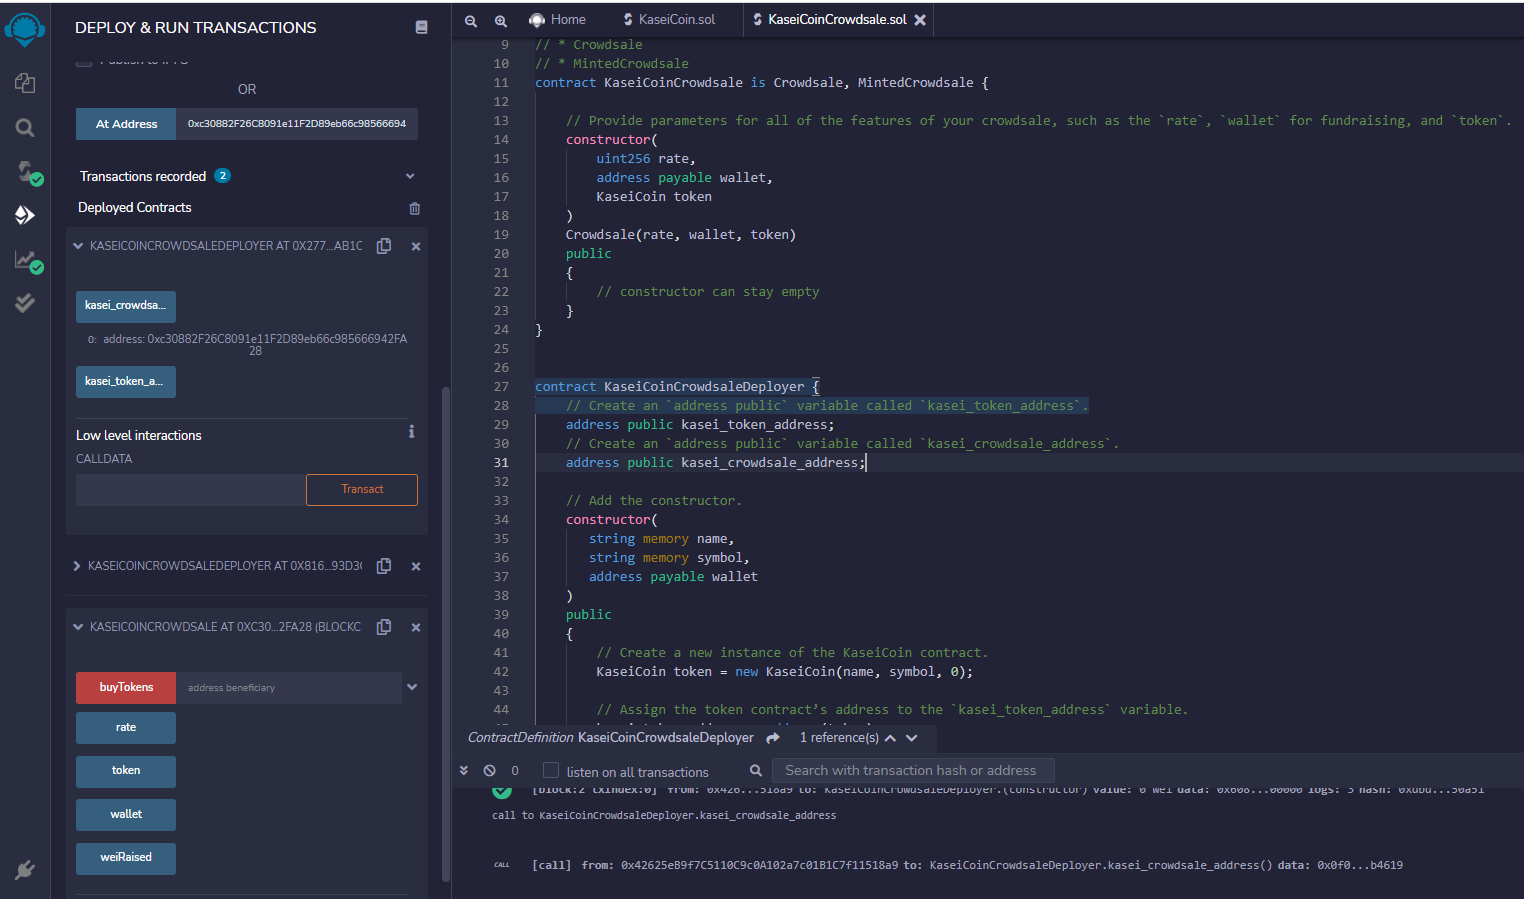 DEPLOY & RUN TRANSACTIONS
OR
At Address
0xc30882F26C8091e11F2D89eb66c98566694
Transactions recorded 2
Deployed Contracts
KASEICOINCROWDSALEDEPLOYER AT 0X277...AB1C
kasei_crowdsa...
0: address: 0xc30882F26C8091e11F2D89eb66c985666942FA
28
kasei_token_a...
Low level interactions
CALLDATA
Transact
KASEICOINCROWDSALEDEPLOYER AT 0X816...93D3(
KASEICOINCROWDSALE AT 0XC30...2FA28 (BLOCKC
buyTokens address beneficiary
rate
token
wallet
weiRaised
Home KaseiCoin.sol KaseiCoinCrowdsale.sol
9 // * Crowdsale
10 // * MintedCrowdsale
11 contract KaseiCoinCrowdsale is Crowdsale, MintedCrowdsale {
12
13 // Provide parameters for all of the features of your crowdsale, such as the `rate`, `wallet` for fundraising, and `token`.
14 constructor(
15 uint256 rate,
16 address payable wallet,
17 KaseiCoin token
18 )
19 Crowdsale(rate, wallet, token)
20 public
21 {
22 // constructor can stay empty
23 }
24 }
25
26
27 contract KaseiCoinCrowdsaleDeployer {
28 // Create an `address public` variable called `kasei_token_address`.
29 address public kasei_token_address;
30 // Create an `address public` variable called `kasei_crowdsale_address`.
31 address public kasei_crowdsale_address;
32
33 // Add the constructor.
34 constructor(
35 string memory name,
36 string memory symbol,
37 address payable wallet
38 )
39 public
40 {
41 // Create a new instance of the KaseiCoin contract.
42 KaseiCoin token = new KaseiCoin(name, symbol, 0);
43
44 // Assign the token contract’s address to the `kasei_token_address` variable.
ContractDefinition KaseiCoinCrowdsaleDeployer 1 reference(s)
0 listen on all transactions Search with transaction hash or address
[block:2 txIndex:0] from: 0x426...518a9 to: KaseiCoinCrowdsaleDeployer.(constructor) value: 0 wei data: 0x608...00000 logs: 3 hash: 0xdbd...50a51
call to KaseiCoinCrowdsaleDeployer.kasei_crowdsale_address
CALL [call] from: 0x42625eB9f7C5110C9c0A102a7c01B1C7f11518a9 to: KaseiCoinCrowdsaleDeployer.kasei_crowdsale_address() data: 0x0f0...b4619